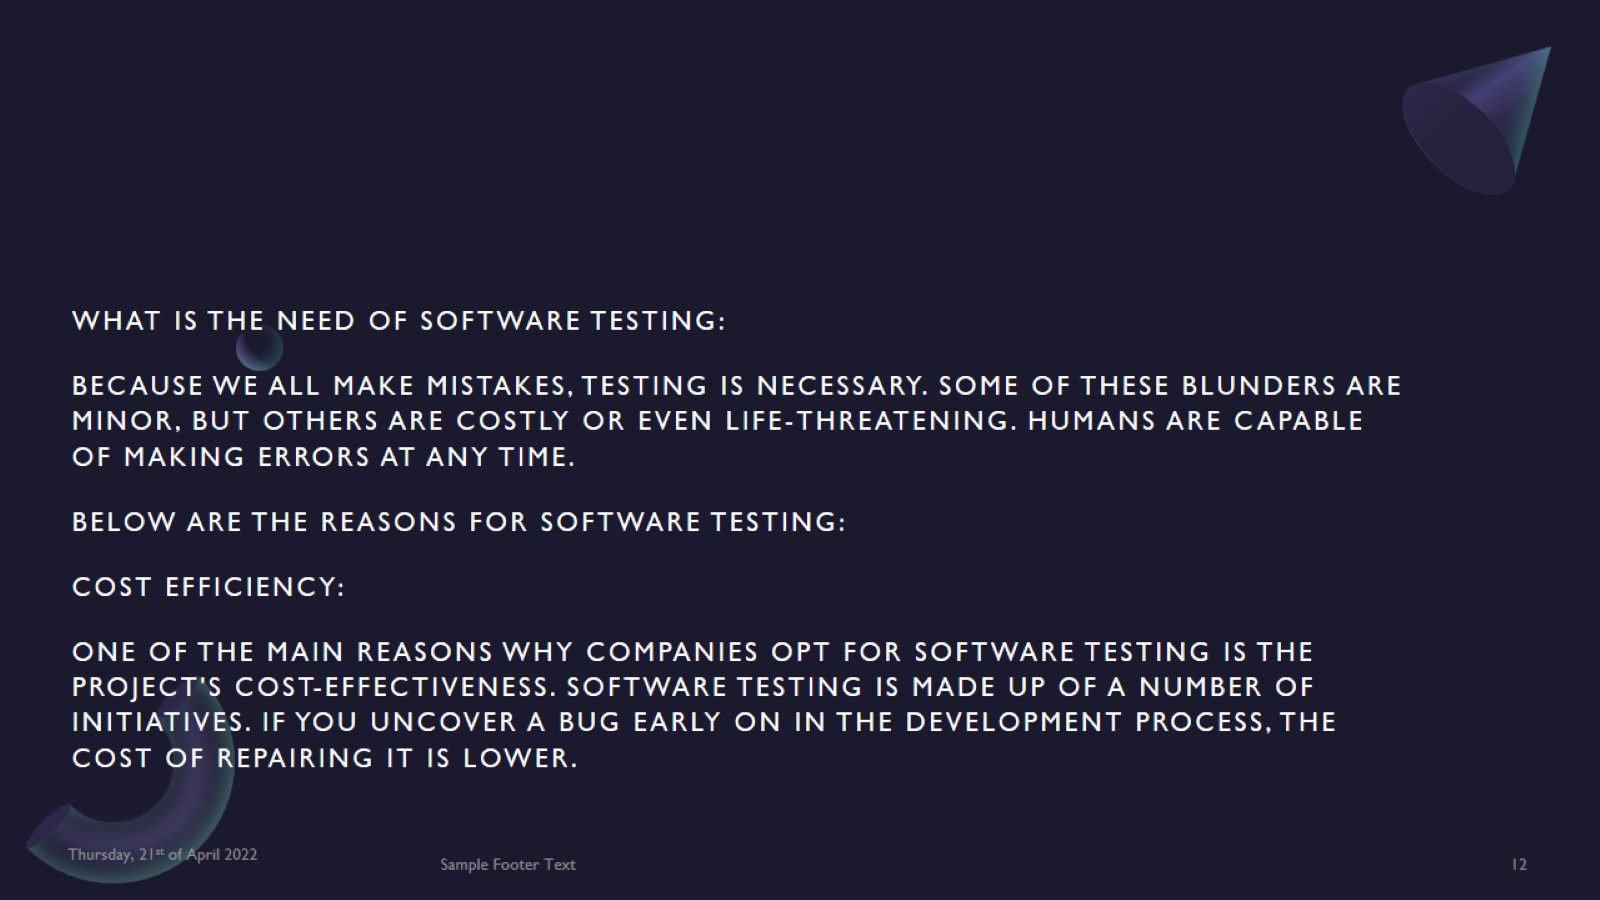 WHAT IS THE NEED OF SOFTWARE TESTING:
BECAUSE WE ALL MAKE MISTAKES, TESTING IS NECESSARY. SOME OF THESE BLUNDERS ARE
MINOR, BUT OTHERS ARE COSTLY OR EVEN LIFE-THREATENING. HUMANS ARE CAPABLE
OF MAKING ERRORS AT ANY TIME.
BELOW ARE THE REASONS FOR SOFTWARE TESTING:
COST EFFICIENCY:
ONE OF THE MAIN REASONS WHY COMPANIES OPT FOR SOFTWARE TESTING IS THE
PROJECT'S COST-EFFECTIVENESS. SOFTWARE TESTING IS MADE UP OF A NUMBER OF
INITIATIVES. IF YOU UNCOVER A BUG EARLY ON IN THE DEVELOPMENT PROCESS, THE
COST OF REPAIRING IT IS LOWER.
Thursday, 21st of April 2022
Sample Footer Text
12